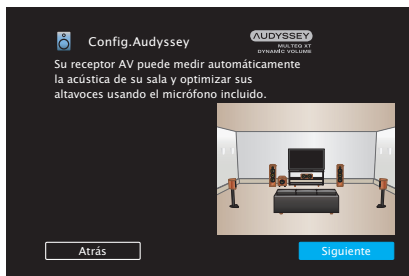 Config.Audyssey
AUDYSSEY
MULTEQ XT
DYNAMIC VOLUME
Su receptor AV puede medir automáticamente
la acústica de su sala y optimizar sus
altavoces usando el micrófono incluido.
Atrás
Siguiente